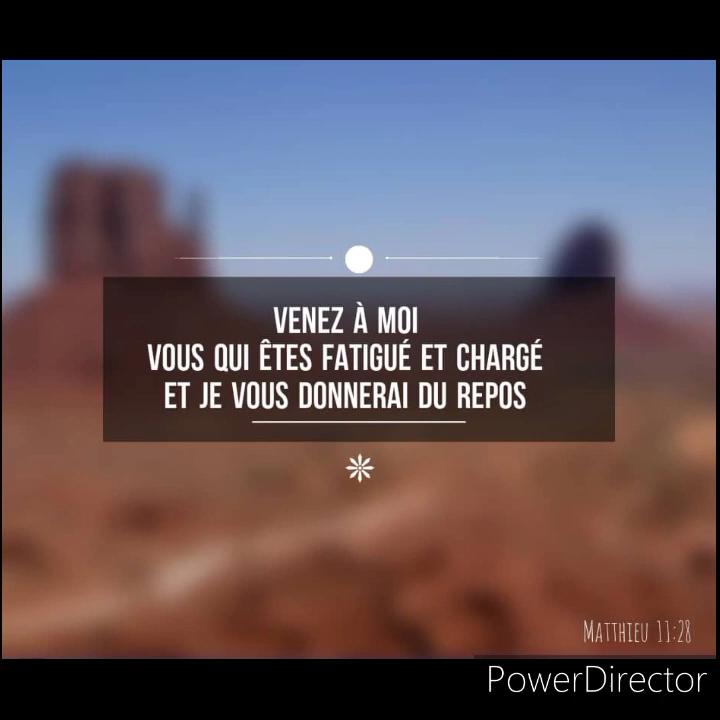 VENEZ À MOI
VOUS QUI ÊTES FATIGUÉ ET CHARGÉ
ET JE VOUS DONNERAI DU REPOS
MATTHIEU 11:28
PowerDirector